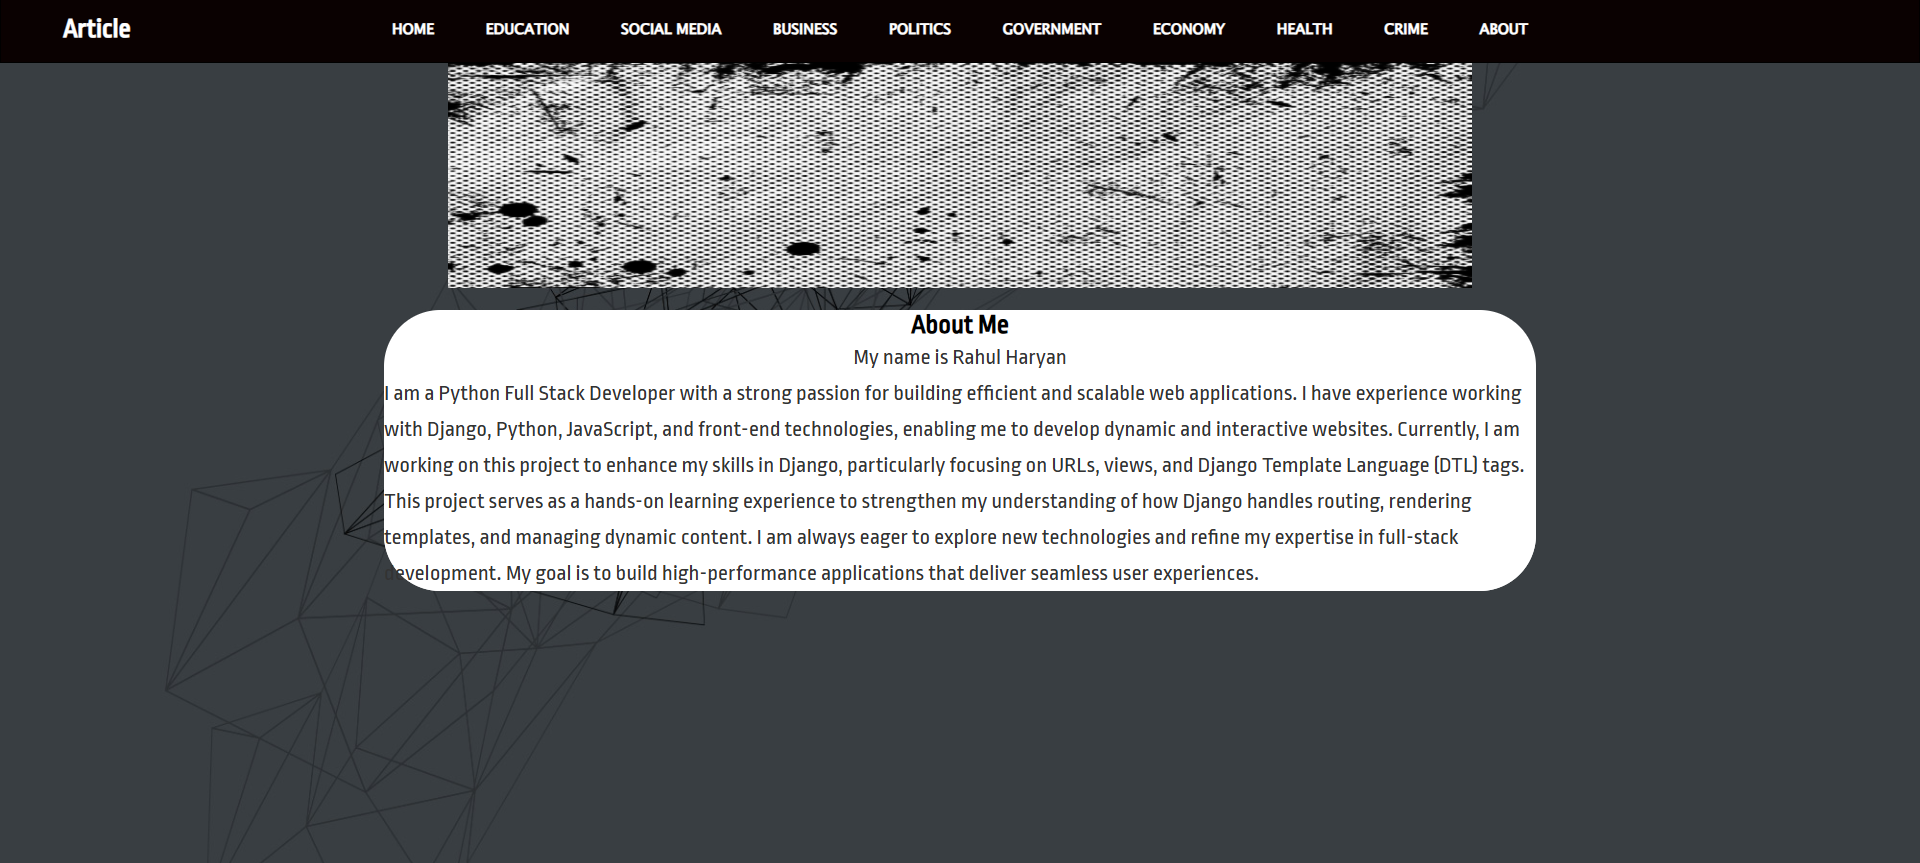 Article
HOME EDUCATION SOCIAL MEDIA BUSINESS POLITICS GOVERNMENT ECONOMY HEALTH CRIME ABOUT
About Me
My name is Rahul Haryan
I am a Python Full Stack Developer with a strong passion for building efficient and scalable web applications. I have experience working
with Django, Python, JavaScript, and front-end technologies, enabling me to develop dynamic and interactive websites. Currently, I am
working on this project to enhance my skills in Django, particularly focusing on URLs, views, and Django Template Language (DTL) tags.
This project serves as a hands-on learning experience to strengthen my understanding of how Django handles routing, rendering
templates, and managing dynamic content. I am always eager to explore new technologies and refine my expertise in full-stack
development. My goal is to build high-performance applications that deliver seamless user experiences.